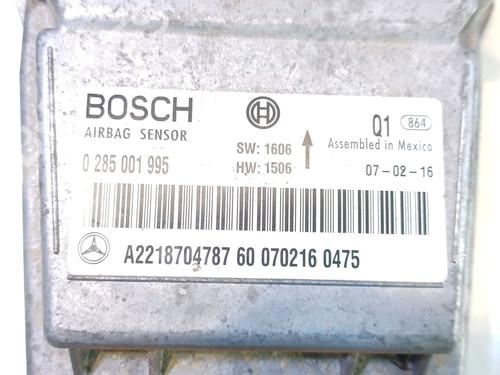 BOSCH
AIRBAG SENSOR
0 285 001 995
SW: 1606
HW: 1506
Q1 864
Assembled in Mexico
07-02-16
A2218704787 60 070216 0475